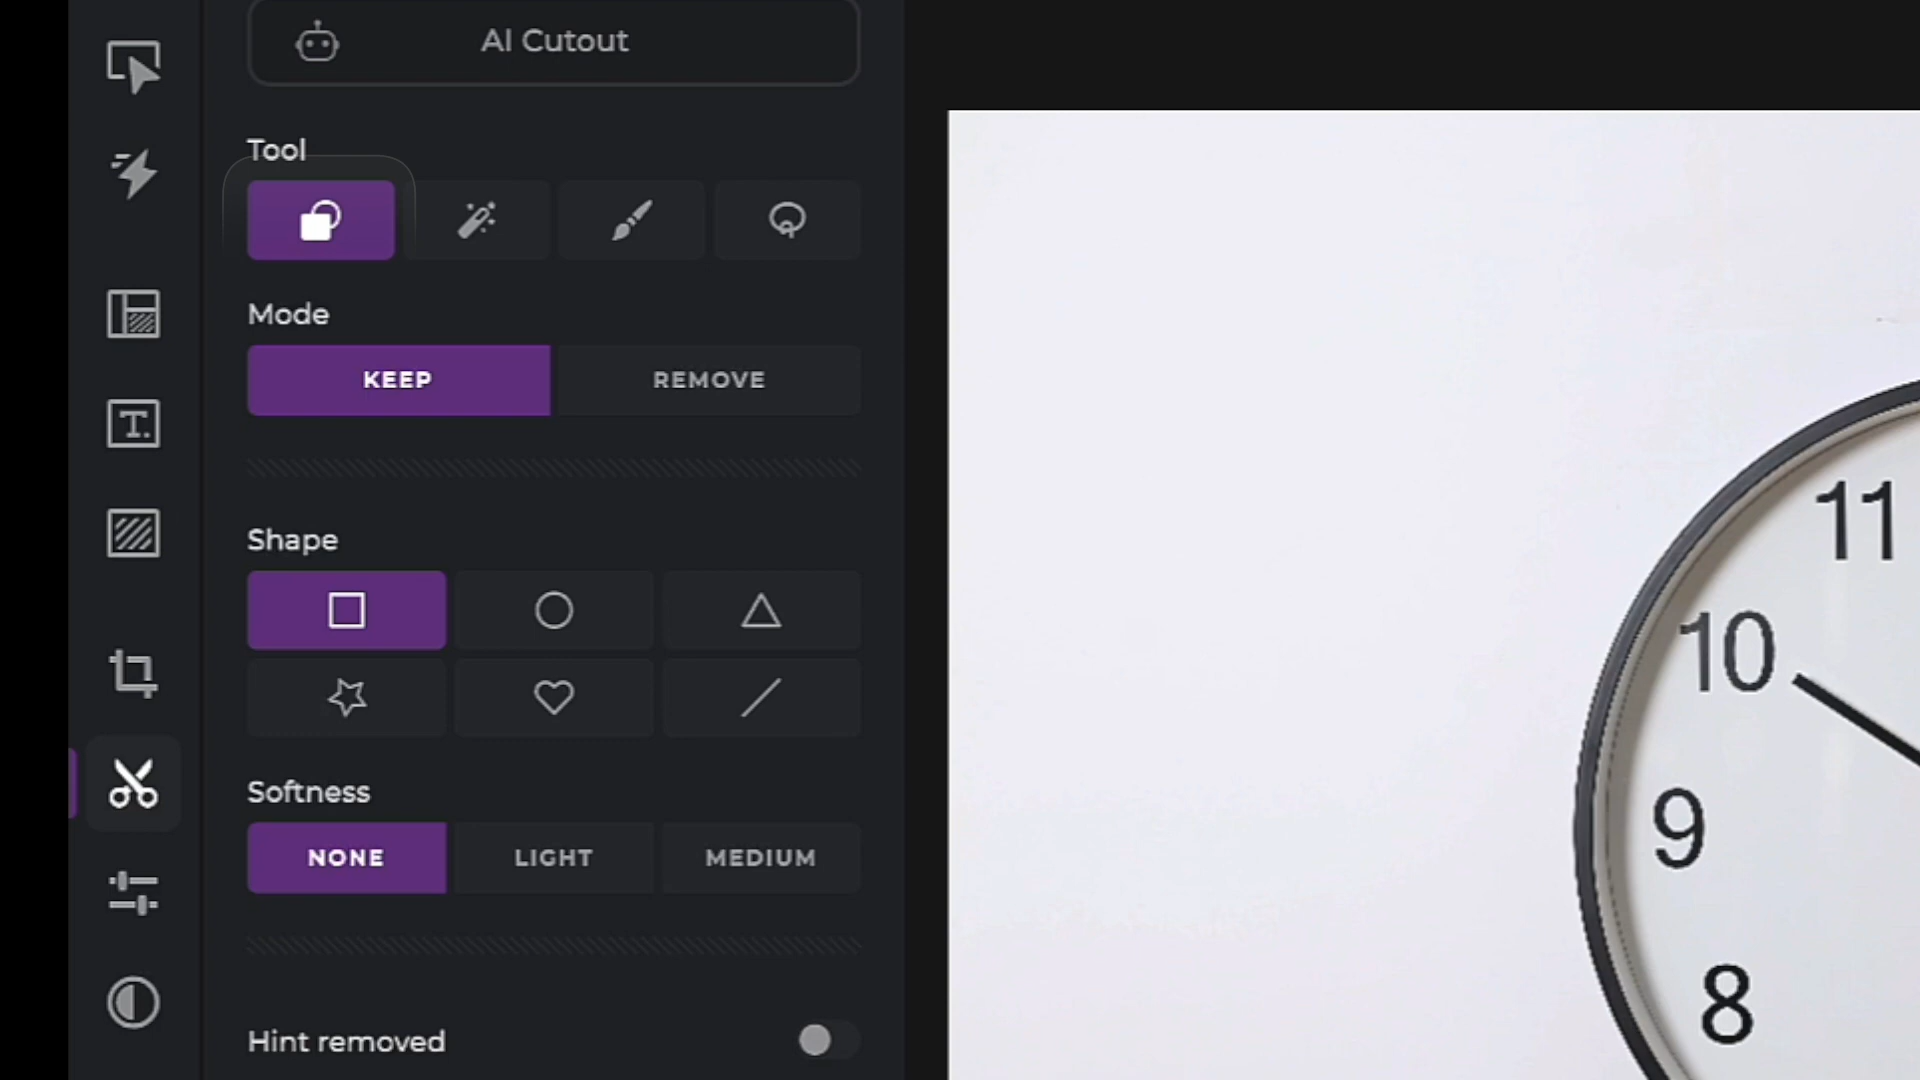 AI Cutout
Tool
Mode
KEEP REMOVE
Shape
Softness
NONE LIGHT MEDIUM
Hint removed
11
10
9
8